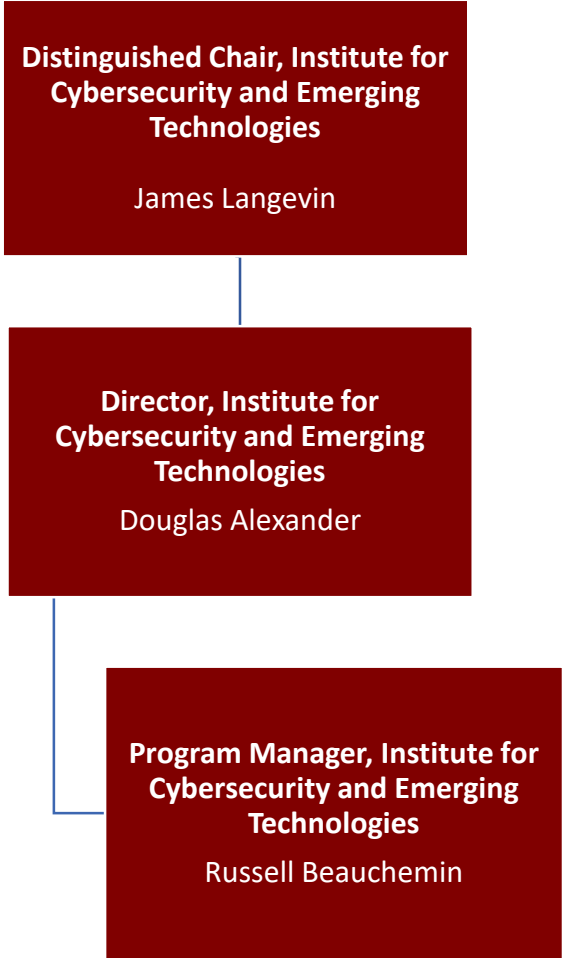 Distinguished Chair, Institute for
Cybersecurity and Emerging
Technologies
James Langevin
Director, Institute for
Cybersecurity and Emerging
Technologies
Douglas Alexander
Program Manager, Institute for
Cybersecurity and Emerging
Technologies
Russell Beauchemin